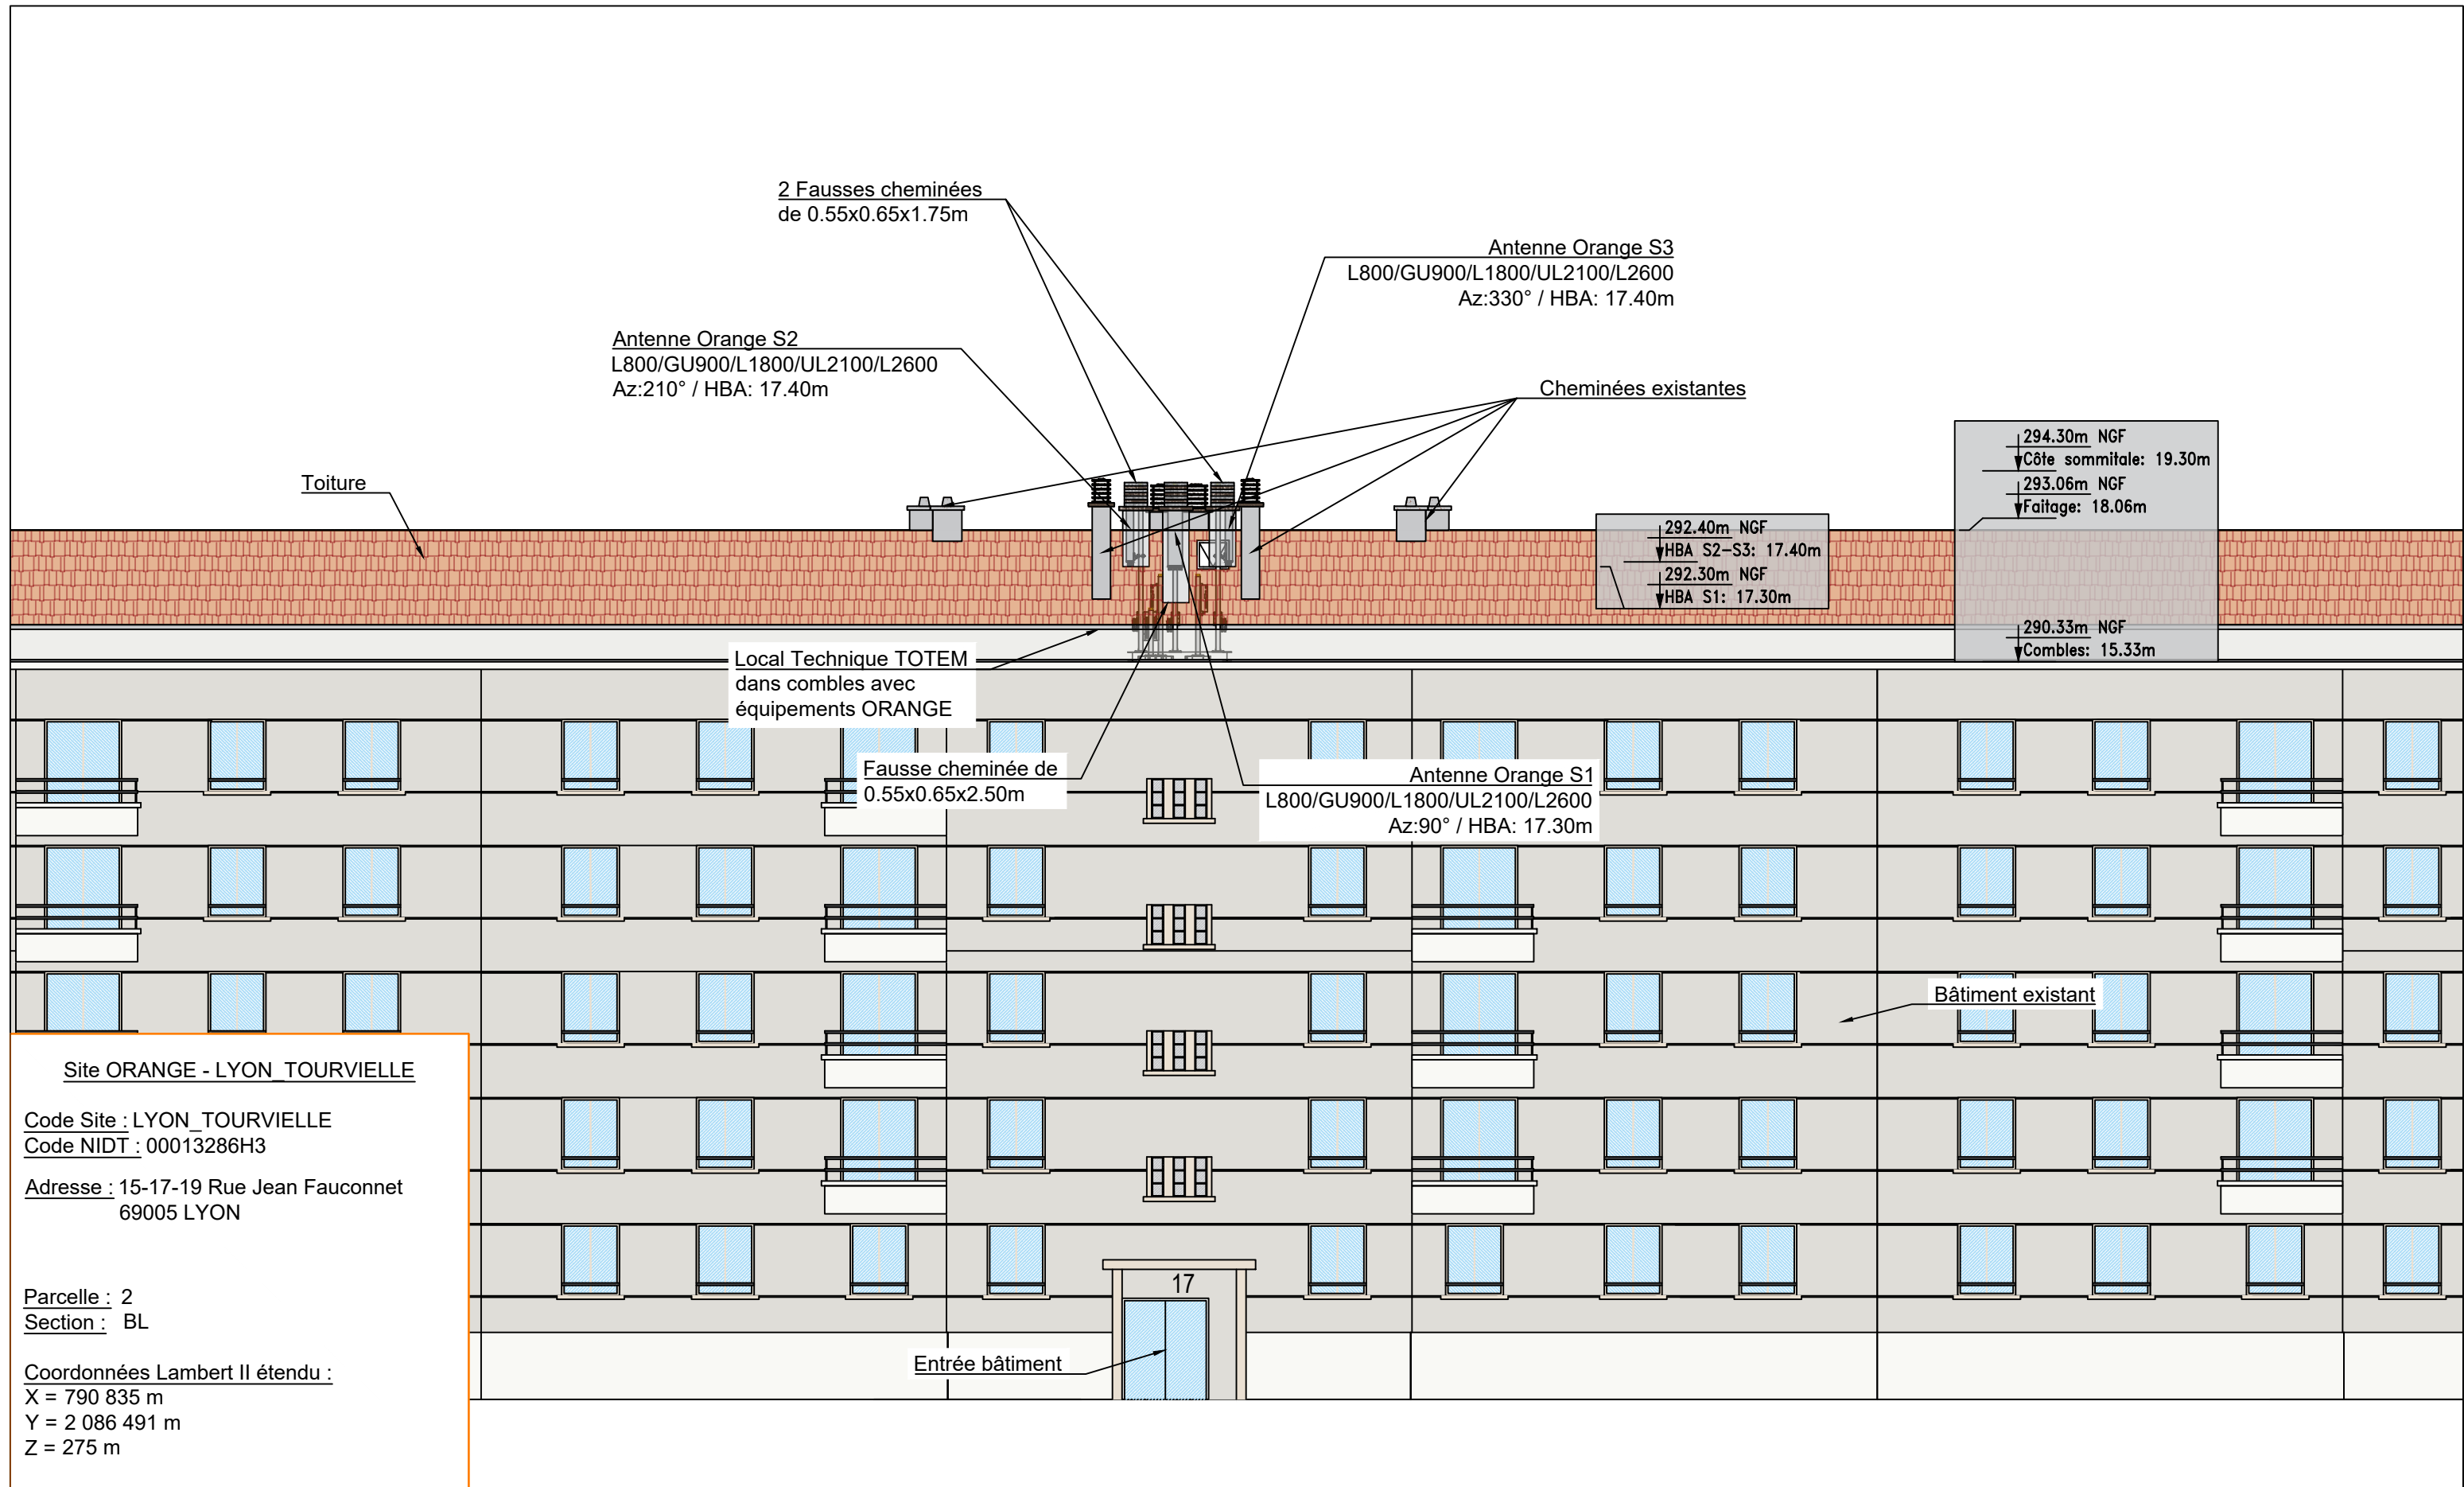 2 Fausses cheminées
de 0.55x0.65x1.75m
Antenne Orange S3
L800/GU900/L1800/UL2100/L2600
Az:330° / HBA: 17.40m
Antenne Orange S2
L800/GU900/L1800/UL2100/L2600
Az:210° / HBA: 17.40m
Cheminées existantes
Toiture
294.30m NGF
Côte sommitale: 19.30m
293.06m NGF
Faitage: 18.06m
292.40m NGF
HBA S2-S3: 17.40m
292.30m NGF
HBA S1: 17.30m
290.33m NGF
Combles: 15.33m
Local Technique TOTEM
dans combles avec
équipements ORANGE
Fausse cheminée de
0.55x0.65x2.50m
Antenne Orange S1
L800/GU900/L1800/UL2100/L2600
Az:90° / HBA: 17.30m
Bâtiment existant
17
Entrée bâtiment
Site ORANGE - LYON_TOURVIELLE
Code Site : LYON_TOURVIELLE
Code NIDT : 00013286H3
Adresse : 15-17-19 Rue Jean Fauconnet
69005 LYON
Parcelle : 2
Section : BL
Coordonnées Lambert II étendu :
X = 790 835 m
Y = 2 086 491 m
Z = 275 m